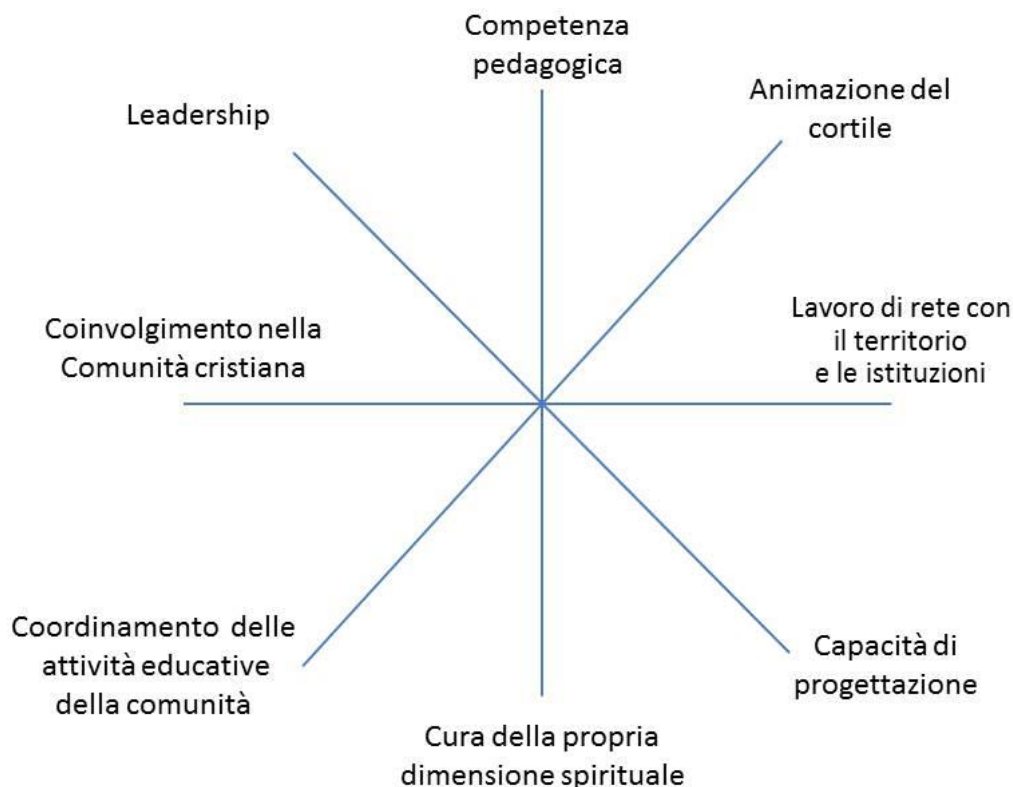 Competenza
pedagogica
Animazione del
cortile
Leadership
Lavoro di rete con
il territorio
e le istituzioni
Coinvolgimento nella
Comunità cristiana
Coordinamento delle
attività educative
della comunità
Capacità di
progettazione
Cura della propria
dimensione spirituale